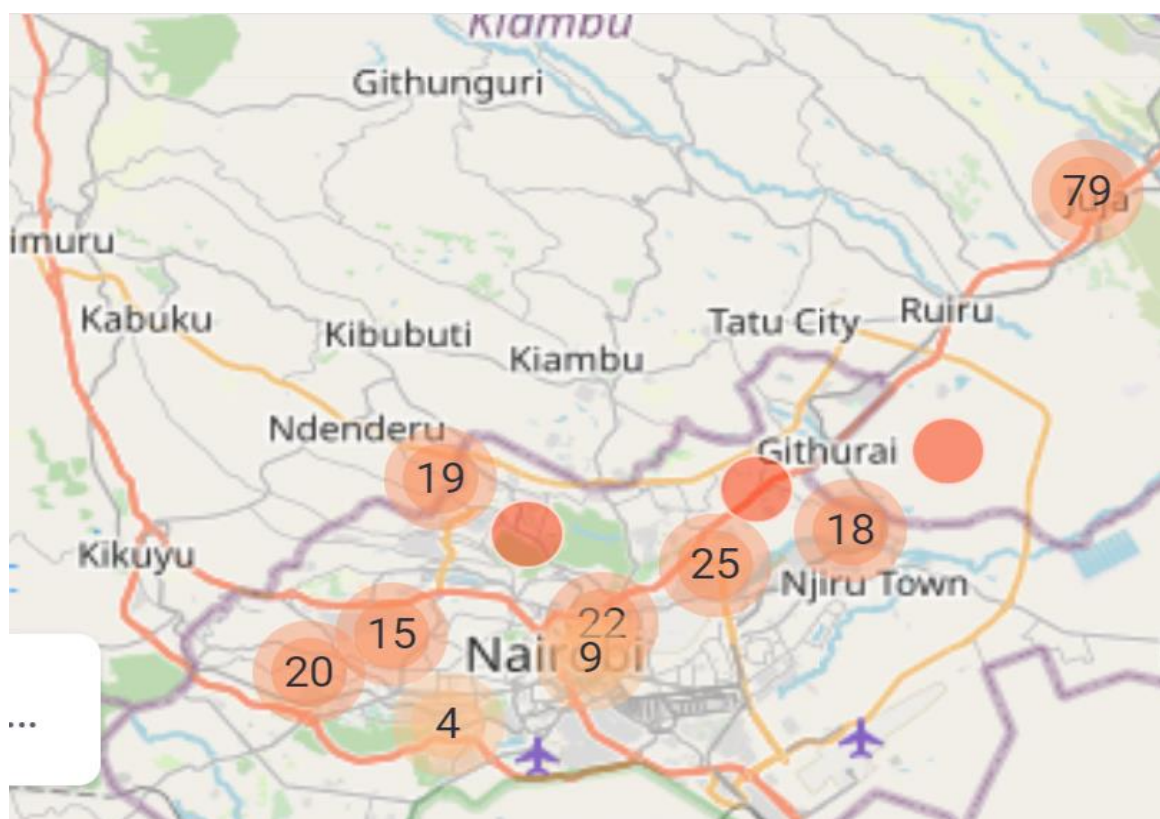 Kiambu
Githunguri
79
Juja
imuru
Kabuku
Kibubuti
Kiambu
Tatu City
Ruiru
Ndenderu
Githurai
19
18
25
Kikuyu
Njiru Town
22
15
Nairobi
9
20
4
...